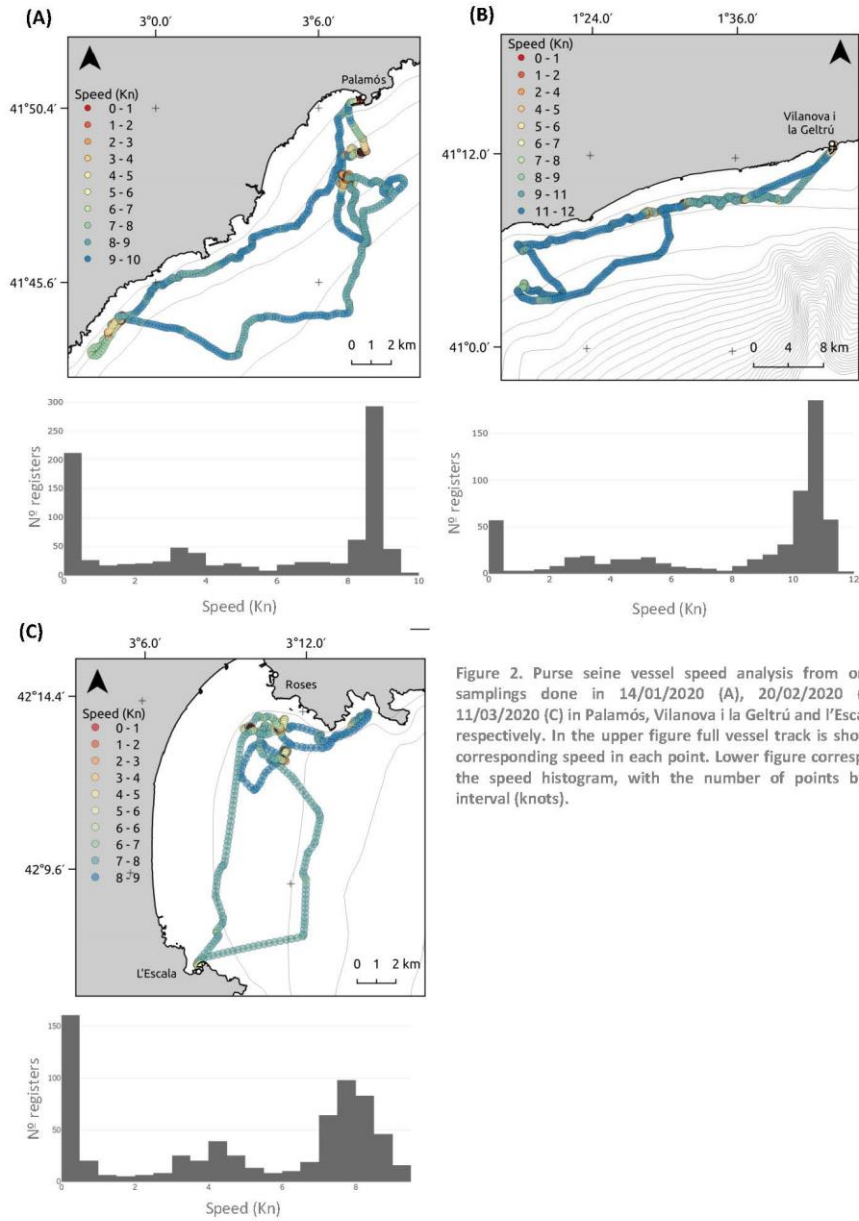 (A)
3°0.0′
3°6.0′
Palamós
Speed (Kn)
0 - 1
1 - 2
2 - 3
3 - 4
4 - 5
5 - 6
6 - 7
7 - 8
8 - 9
9 - 10
41°50.4′
41°45.6′
0 1 2 km
Nº registers
300
250
200
150
100
50
0
0 2 4 6 8 10
Speed (Kn)
(B)
1°24.0′
1°36.0′
Speed (Kn)
0 - 1
1 - 2
2 - 4
4 - 5
5 - 6
6 - 7
7 - 8
8 - 9
9 - 11
11 - 12
Vilanova i
la Geltrú
41°12.0′
41°0.0′
0 4 8 km
Nº registers
150
100
50
0
0 2 4 6 8 10 12
Speed (Kn)
(C)
3°6.0′
3°12.0′
Roses
42°14.4′
Speed (Kn)
0 - 1
1 - 2
2 - 3
3 - 4
4 - 5
5 - 6
6 - 6
6 - 7
7 - 8
8 - 9
42°9.6′
L'Escala
0 1 2 km
Nº registers
150
100
50
0
0 2 4 6 8
Speed (Kn)
Figure 2. Purse seine vessel speed analysis from
samplings done in 14/01/2020 (A), 20/02/2020
11/03/2020 (C) in Palamós, Vilanova i la Geltrú and
respectively. In the upper figure full vessel track is
corresponding speed in each point. Lower figure
the speed histogram, with the number of points
interval (knots).